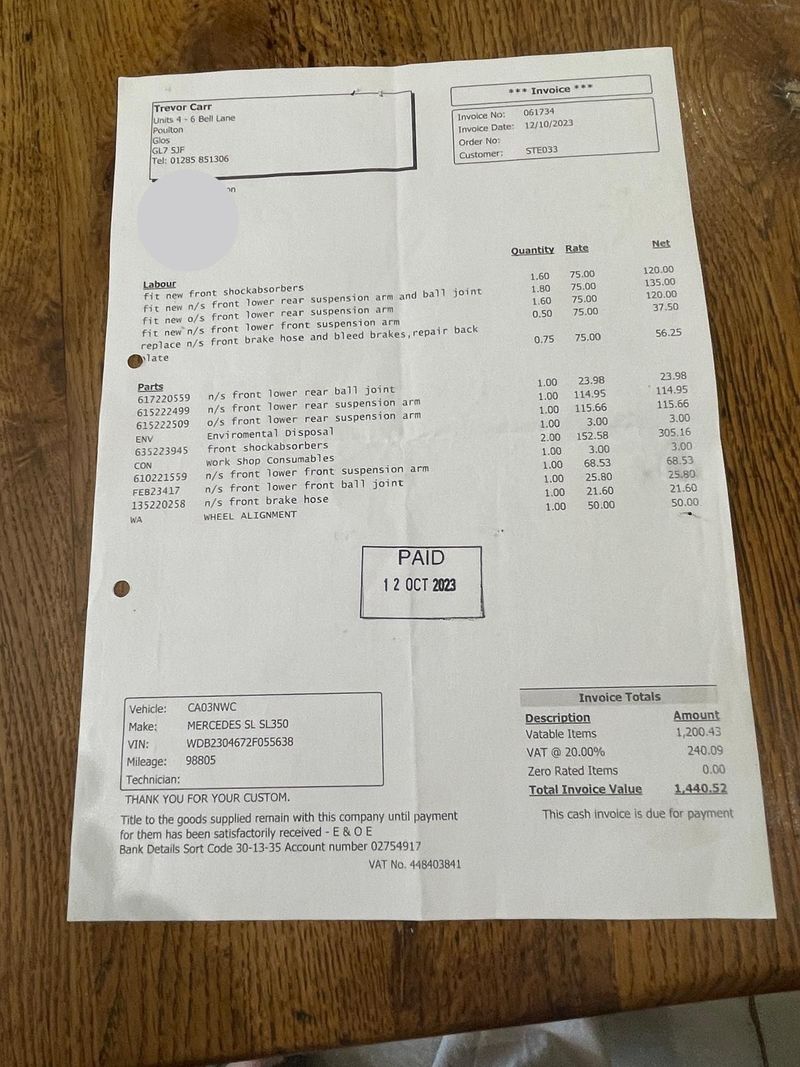 Trevor Carr
Units 4 - 6 Bell Lane
Poulton
Glos
GL7 5JF
Tel: 01285 851306
*** Invoice ***
Invoice No: 061734
Invoice Date: 12/10/2023
Order No:
Customer: STE033
on
Quantity Rate Net
Labour
fit new front shockabsorbers 1.60 75.00 120.00
fit new n/s front lower rear suspension arm and ball joint 1.80 75.00 135.00
fit new o/s front lower rear suspension arm 1.60 75.00 120.00
fit new n/s front lower front suspension arm 0.50 75.00 37.50
replace n/s front brake hose and bleed brakes,repair back 0.75 75.00 56.25
plate
Parts
617220559 n/s front lower rear ball joint 1.00 23.98 23.98
615222499 n/s front lower rear suspension arm 1.00 114.95 114.95
615222509 o/s front lower rear suspension arm 1.00 115.66 115.66
ENV Enviromental Disposal 1.00 3.00 3.00
635223945 front shockabsorbers 2.00 152.58 305.16
CON Work Shop Consumables 1.00 3.00 3.00
610221559 n/s front lower front suspension arm 1.00 68.53 68.53
FEB23417 n/s front lower front ball joint 1.00 25.80 25.80
135220258 n/s front brake hose 1.00 21.60 21.60
WA WHEEL ALIGNMENT 1.00 50.00 50.00
PAID
12 OCT 2023
Vehicle: CA03NWC
Make: MERCEDES SL SL350
VIN: WDB2304672F055638
Mileage: 98805
Technician:
Invoice Totals
Description Amount
Vatable Items 1,200.43
VAT @ 20.00% 240.09
Zero Rated Items 0.00
Total Invoice Value 1,440.52
THANK YOU FOR YOUR CUSTOM.
This cash invoice is due for payment
Title to the goods supplied remain with this company until payment
for them has been satisfactorily received - E & O E
Bank Details Sort Code 30-13-35 Account number 02754917
VAT No. 448403841